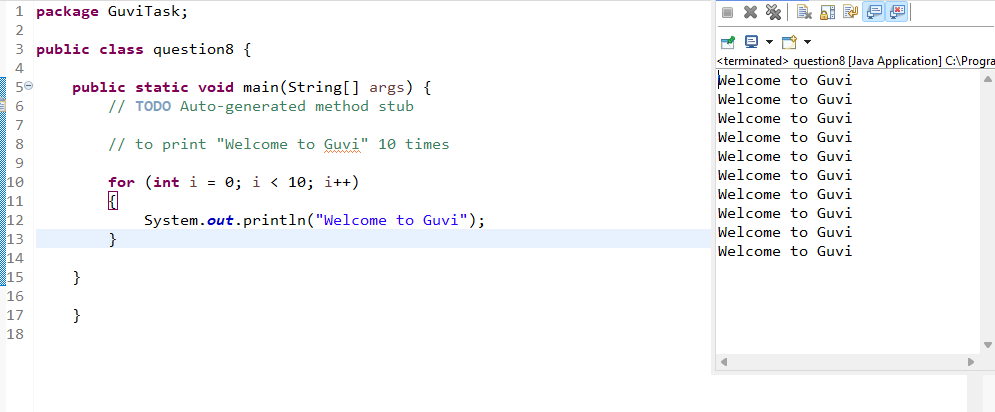 1 package GuviTask;
2
3 public class question8 {
4
5 public static void main(String[] args) {
6 // TODO Auto-generated method stub
7
8 // to print "Welcome to Guvi" 10 times
9
10 for (int i = 0; i < 10; i++)
11 {
12 System.out.println("Welcome to Guvi");
13 }
14
15 }
16
17 }
18
<terminated> question8 [Java Application] C:\Progra
Welcome to Guvi
Welcome to Guvi
Welcome to Guvi
Welcome to Guvi
Welcome to Guvi
Welcome to Guvi
Welcome to Guvi
Welcome to Guvi
Welcome to Guvi
Welcome to Guvi